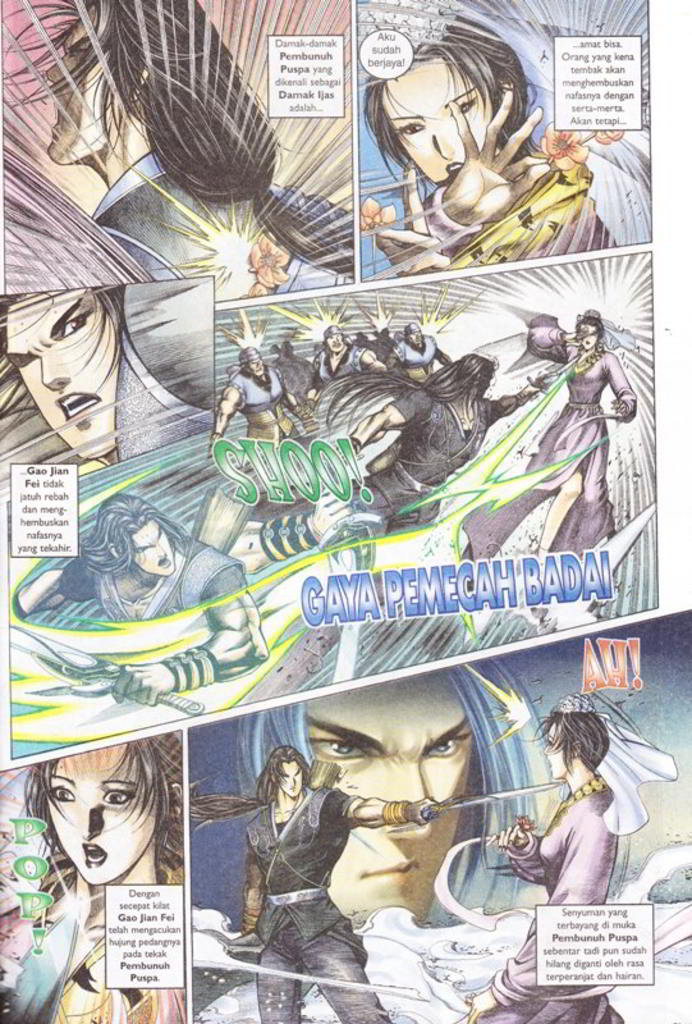 Damak-damak
Pembunuh
Puspa yang
dikenali sebagai
Damak Ijas
adalah...
Aku
sudah
berjaya!
...amat bisa.
Orang yang kena
tembak akan
menghembuskan
nafasnya dengan
serta-merta.
Akan tetapi...
...Gao Jian
Fei tidak
jatuh rebah
dan meng-
hembuskan
nafasnya
yang tekahir.
SHOO!
GAYA PEMECAH BADAI
POP!
Dengan
secepat kilat
Gao Jian Fei
telah mengacukan
hujung pedangnya
pada tekak
Pembunuh
Puspa.
AH!
Senyuman yang
terbayang di muka
Pembunuh Puspa
sebentar tadi pun sudah
hilang diganti oleh rasa
terperanjat dan hairan.